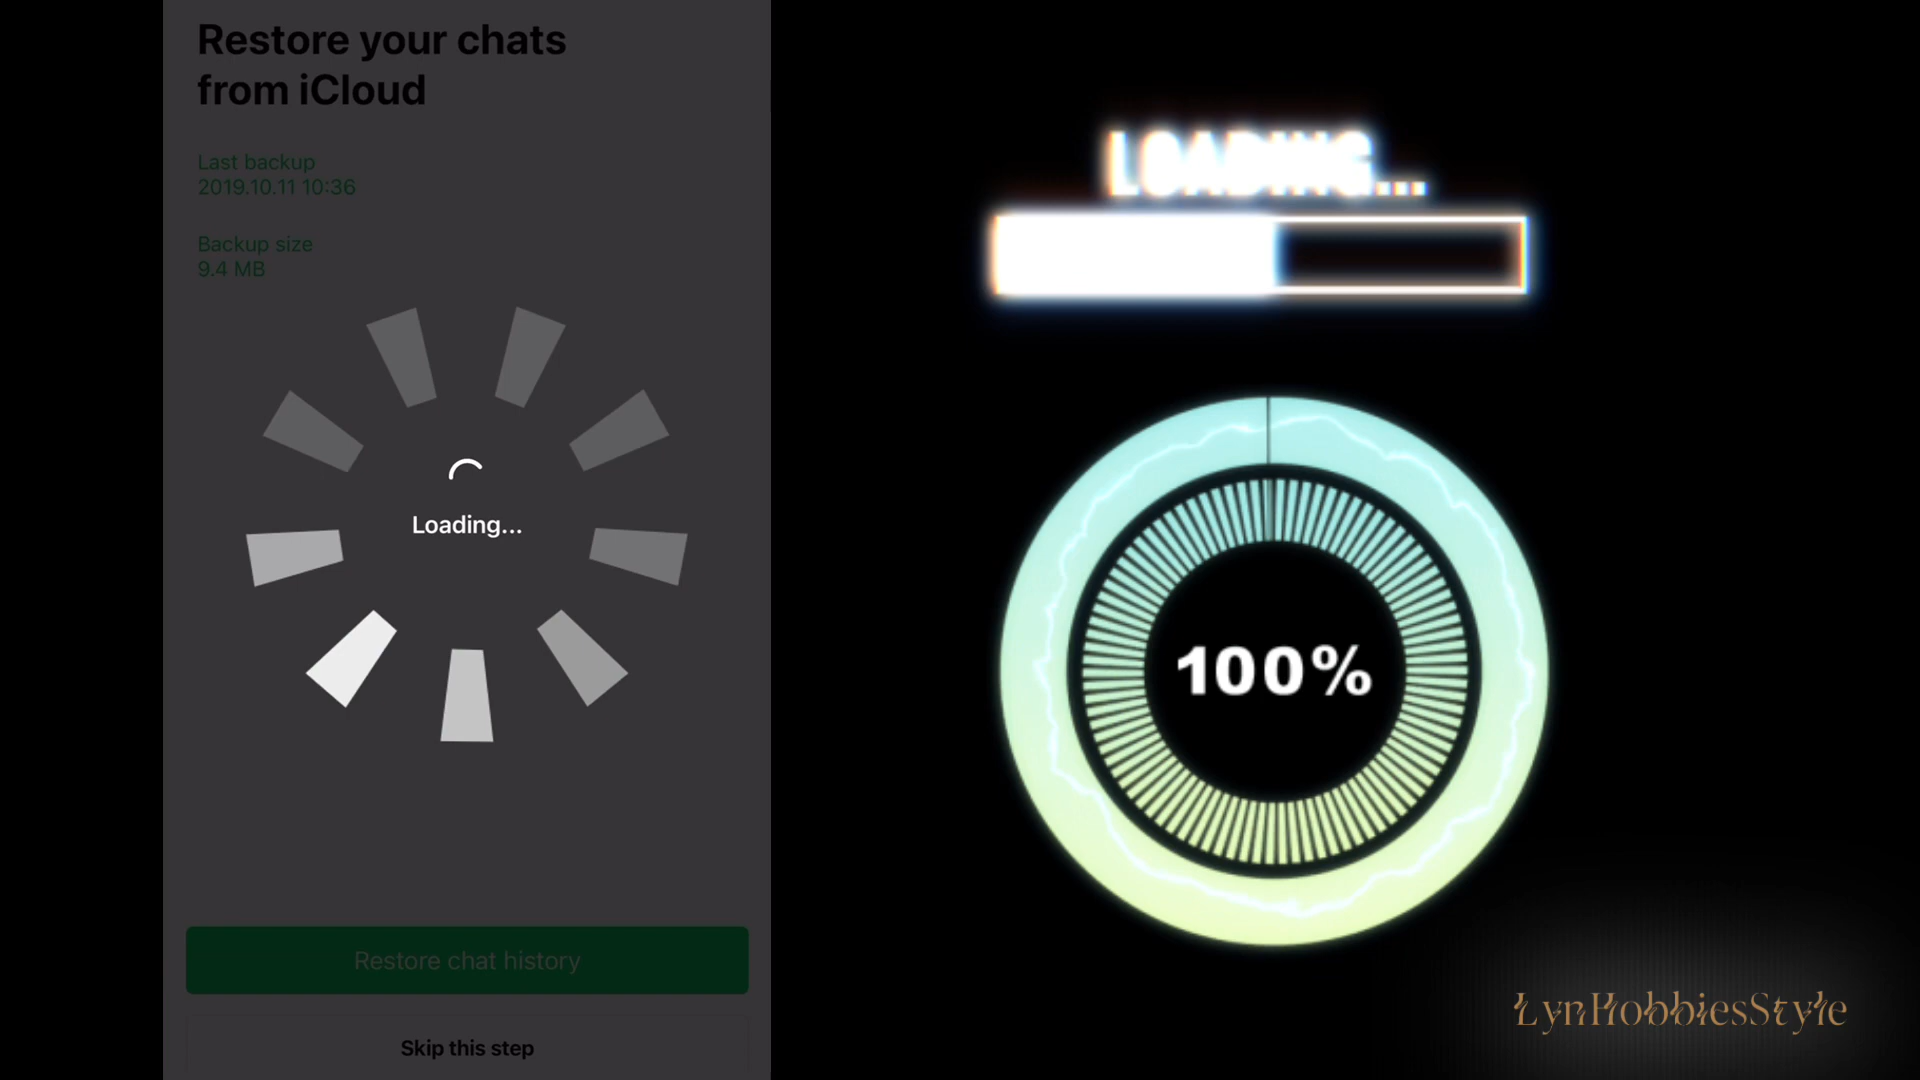 Restore your chats
from iCloud
Last backup
2019.10.11 10:36
Backup size
9.4 MB
Loading...
Restore chat history
Skip this step
LOADING...
100%
LynHobbiesStyle